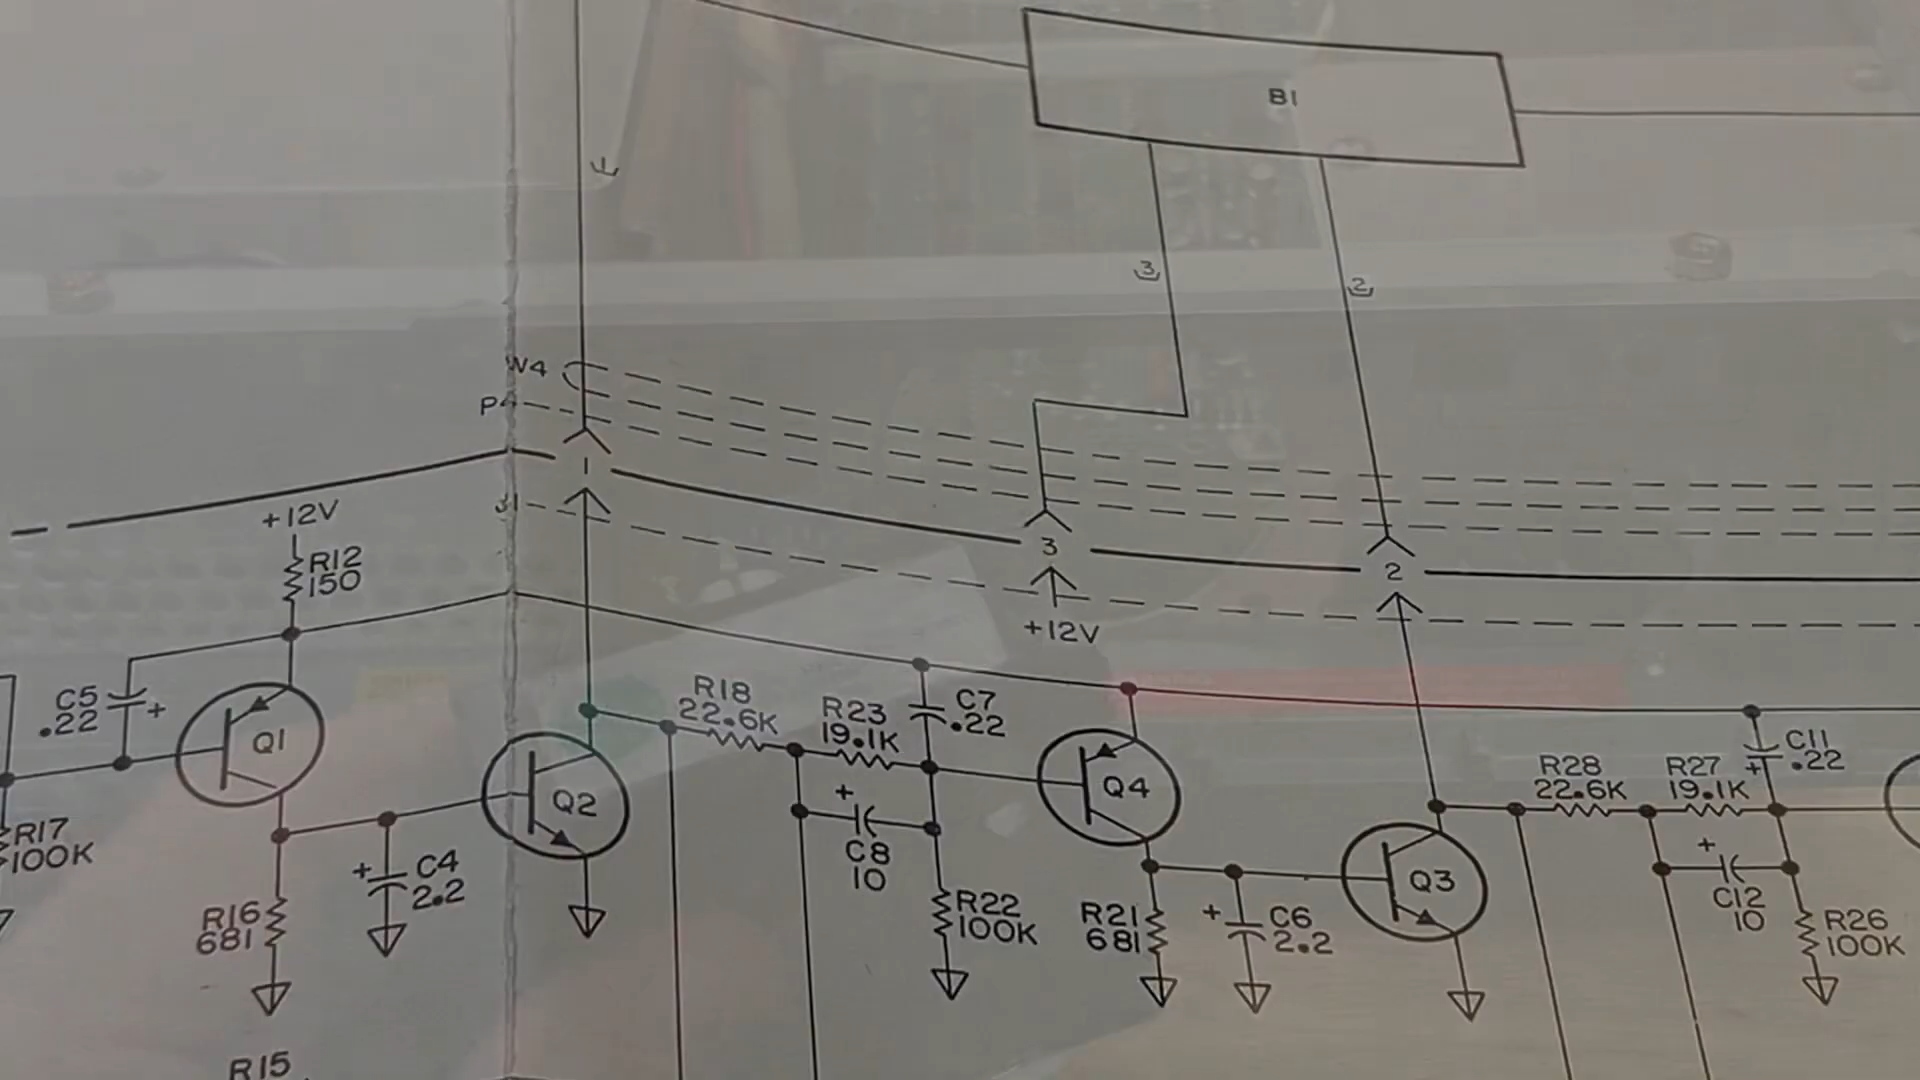 B1
1
3
2
W4
P4
1
J1
+12V
R12
150
3
+12V
2
C5
.22
+
Q1
R18
22.6K
R23
19.1K
C7
.22
Q4
Q2
R28
22.6K
R27
19.1K
C11
.22
+
R17
100K
+
C4
2.2
+
C8
10
Q3
R16
681
R22
100K
R21
681
+
C6
2.2
+
C12
10
R26
100K
R15